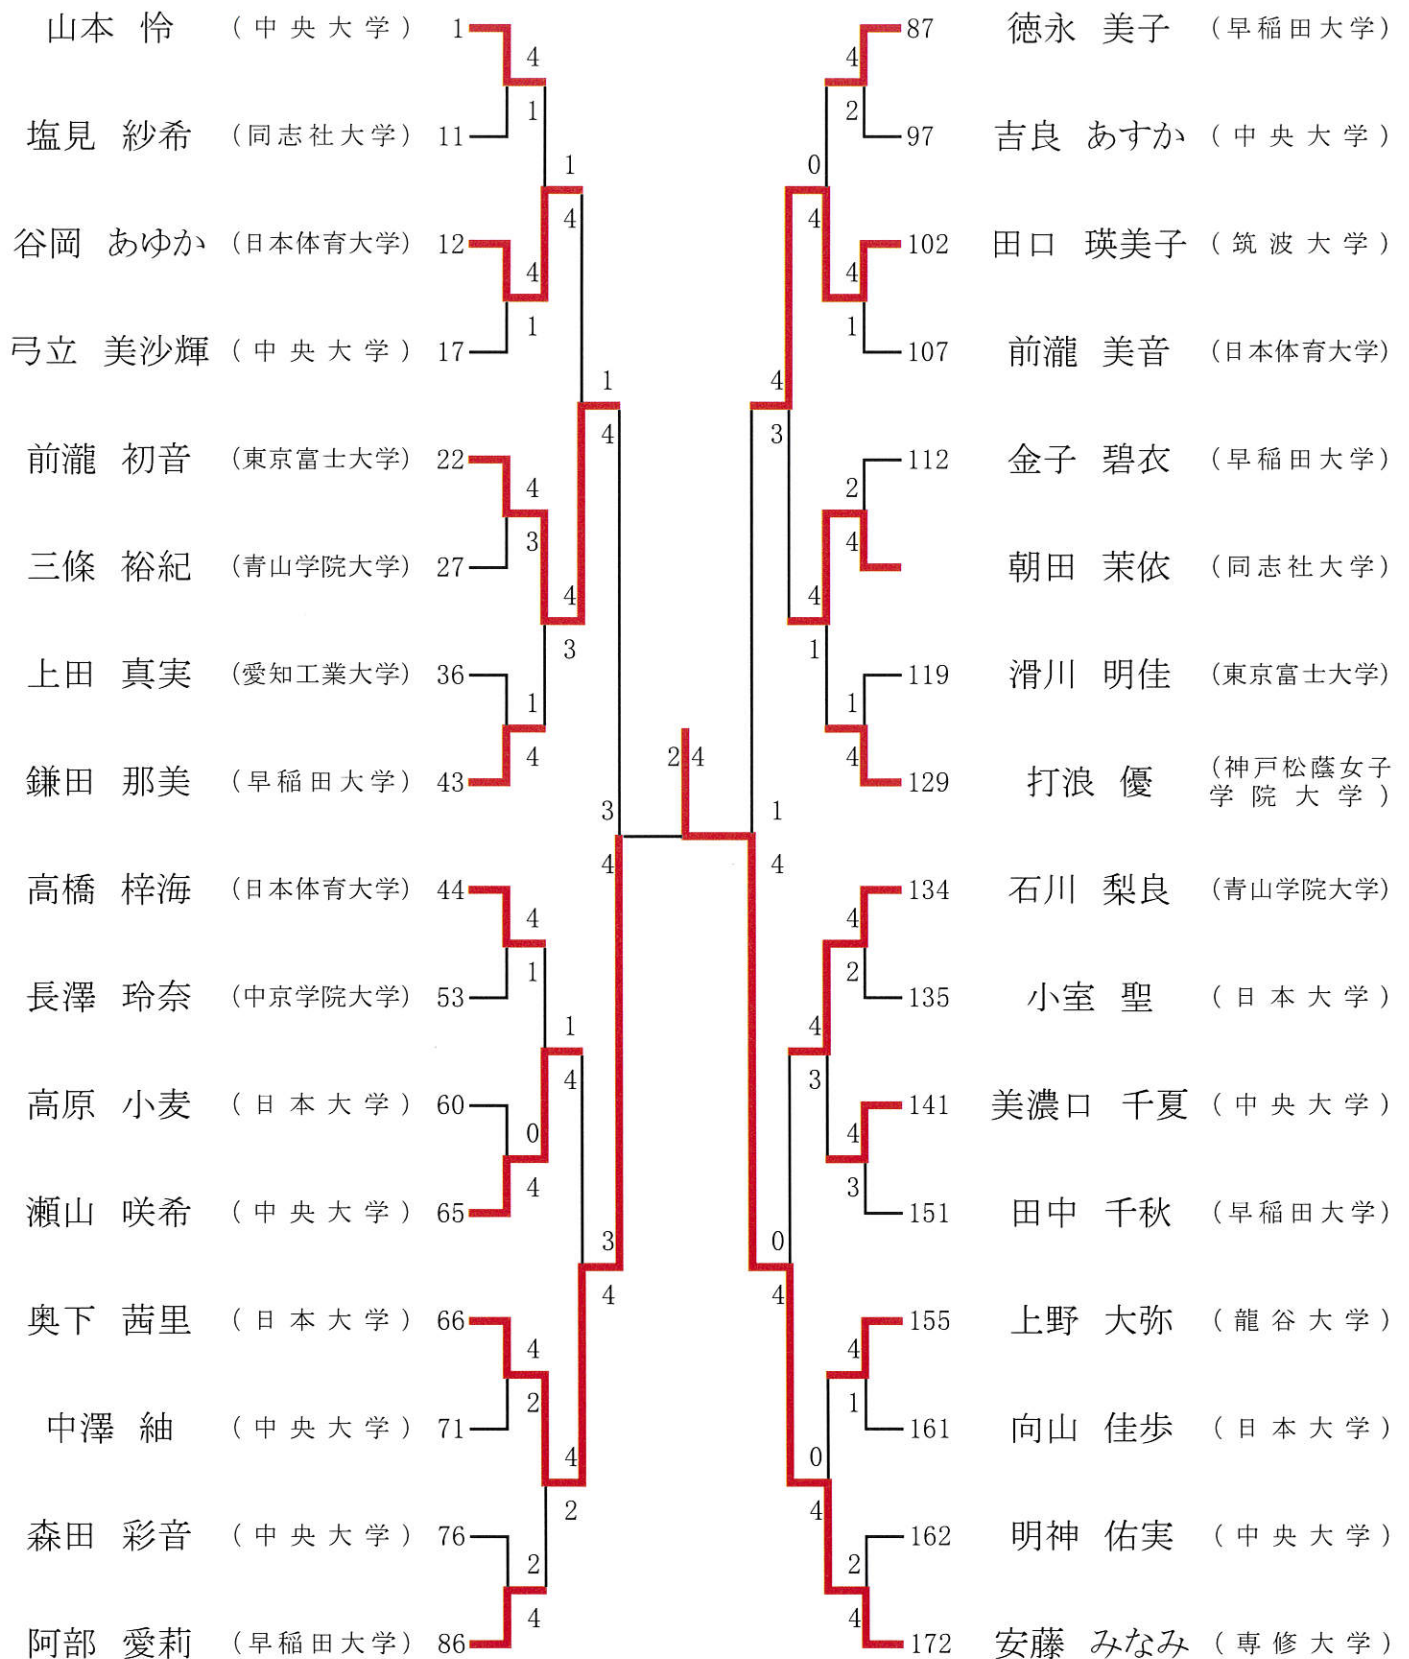 山本 怜 (中央大学) 1
塩見 紗希 (同志社大学) 11
谷岡 あゆか (日本体育大学) 12
弓立 美沙輝 (中央大学) 17
前瀧 初音 (東京富士大学) 22
三條 裕紀 (青山学院大学) 27
上田 真実 (愛知工業大学) 36
鎌田 那美 (早稲田大学) 43
高橋 梓海 (日本体育大学) 44
長澤 玲奈 (中京学院大学) 53
高原 小麦 (日本大学) 60
瀬山 咲希 (中央大学) 65
奥下 茜里 (日本大学) 66
中澤 紬 (中央大学) 71
森田 彩音 (中央大学) 76
阿部 愛莉 (早稲田大学) 86
4
1
4
1
4
3
1
4
4
1
0
4
4
2
2
4
1
4
4
3
1
4
4
2
1
4
3
4
3
4
2 4
1
4
4
3
0
4
0
4
4
1
4
3
0
4
4
2
4
1
2
4
1
4
4
2
4
3
4
1
2
4
87 徳永 美子 (早稲田大学)
97 吉良 あすか (中央大学)
102 田口 瑛美子 (筑波大学)
107 前瀧 美音 (日本体育大学)
112 金子 碧衣 (早稲田大学)
朝田 茉依 (同志社大学)
119 滑川 明佳 (東京富士大学)
129 打浪 優 (神戸松蔭女子
学院大学)
134 石川 梨良 (青山学院大学)
135 小室 聖 (日本大学)
141 美濃口 千夏 (中央大学)
151 田中 千秋 (早稲田大学)
155 上野 大弥 (龍谷大学)
161 向山 佳歩 (日本大学)
162 明神 佑実 (中央大学)
172 安藤 みなみ (専修大学)